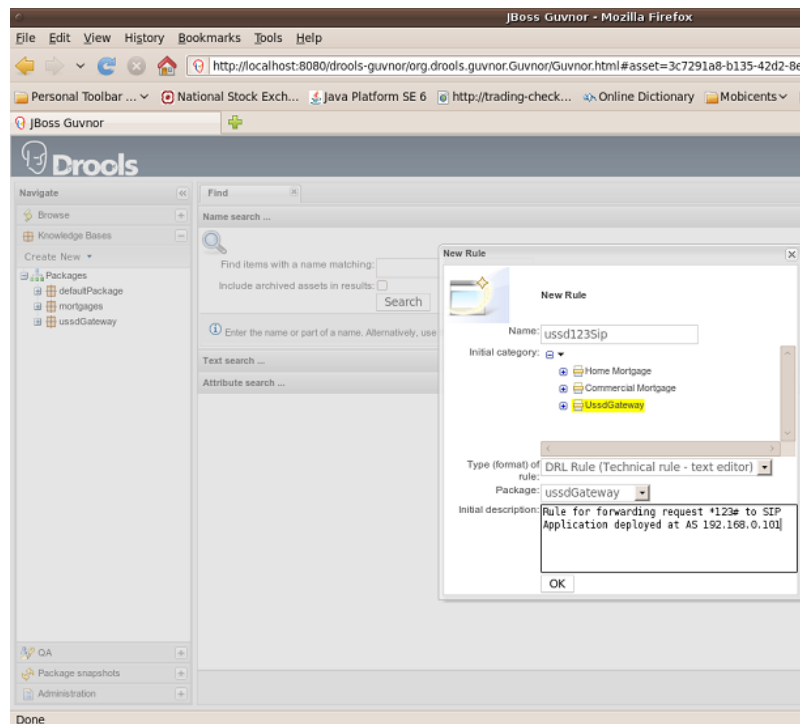 JBoss Guvnor - Mozilla Firefox
File Edit View History Bookmarks Tools Help
http://localhost:8080/drools-guvnor/org.drools.guvnor.Guvnor/Guvnor.html#asset=3c7291a8-b135-42d2-8e
Personal Toolbar ... National Stock Exch... Java Platform SE 6 http://trading-check... Online Dictionary Mobicents
JBoss Guvnor
Drools
Navigate
Browse
Knowledge Bases
Create New
Packages
defaultPackage
mortgages
ussdGateway
QA
Package snapshots
Administration
Find
Name search ...
Find items with a name matching:
Include archived assets in results:
Search
Enter the name or part of a name. Alternatively, use
Text search ...
Attribute search ...
New Rule
New Rule
Name: ussd123Sip
Initial category:
Home Mortgage
Commercial Mortgage
UssdGateway
Type (format) of rule: DRL Rule (Technical rule - text editor)
Package: ussdGateway
Initial description: Rule for forwarding request *123# to SIP
Application deployed at AS 192.168.0.101
OK
Done